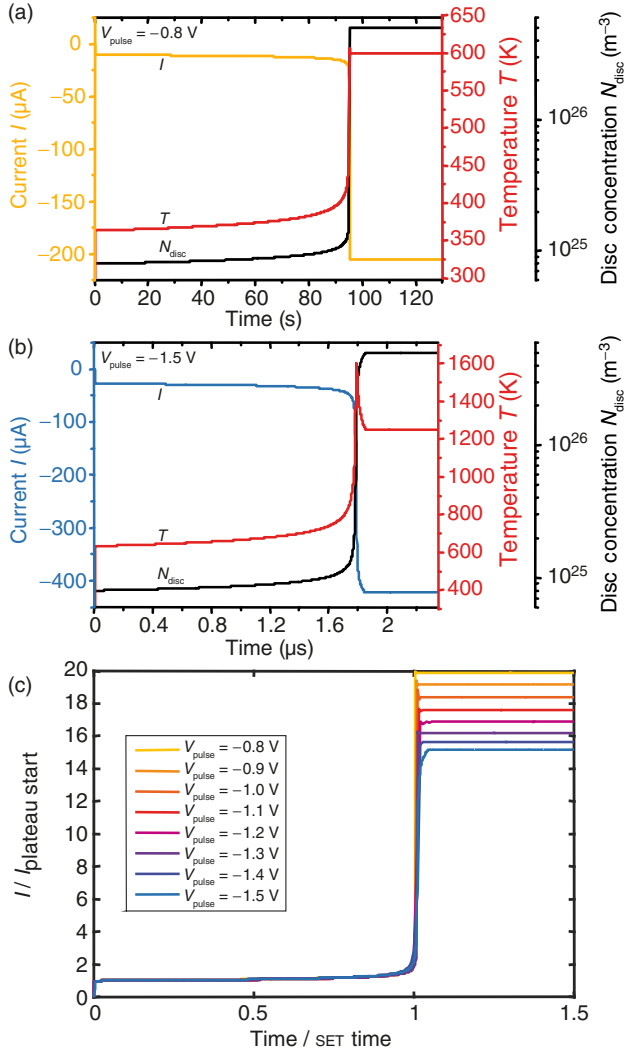 (a)
V_pulse = −0.8 V
I
T
N_disc
Current I (μA)
0
−50
−100
−150
−200
0 20 40 60 80 100 120
Time (s)
650
600
550
500
450
400
350
325
300
Temperature T (K)
10^26
10^25
Disc concentration N_disc (m^−3)
(b)
V_pulse = −1.5 V
I
T
N_disc
Current I (μA)
0
−100
−200
−300
−400
0 0.4 0.8 1.2 1.6 2
Time (μs)
1600
1400
1200
1000
800
600
400
Temperature T (K)
10^26
10^25
Disc concentration N_disc (m^−3)
(c)
I / I_plateau start
20
18
16
14
12
10
8
6
4
2
0
V_pulse = −0.8 V
V_pulse = −0.9 V
V_pulse = −1.0 V
V_pulse = −1.1 V
V_pulse = −1.2 V
V_pulse = −1.3 V
V_pulse = −1.4 V
V_pulse = −1.5 V
0 0.5 1 1.5
Time / SET time